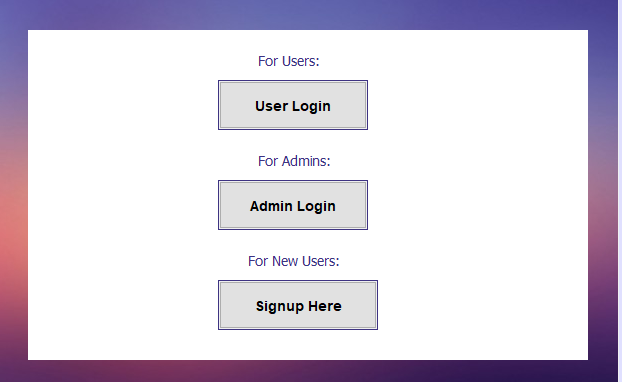 For Users:
User Login
For Admins:
Admin Login
For New Users:
Signup Here